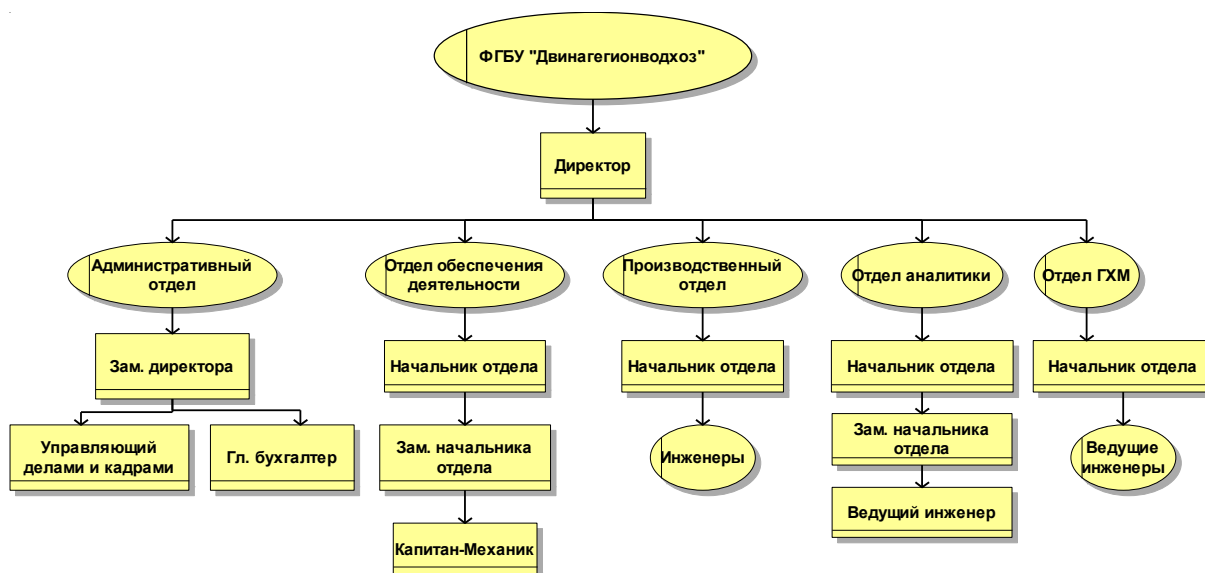 ФГБУ "Двинагегионводхоз"
Директор
Административный
отдел
Отдел обеспечения
деятельности
Производственный
отдел
Отдел аналитики
Отдел ГХМ
Зам. директора
Начальник отдела
Начальник отдела
Начальник отдела
Начальник отдела
Управляющий
делами и кадрами
Гл. бухгалтер
Зам. начальника
отдела
Инженеры
Зам. начальника
отдела
Ведущие
инженеры
Капитан-Механик
Ведущий инженер